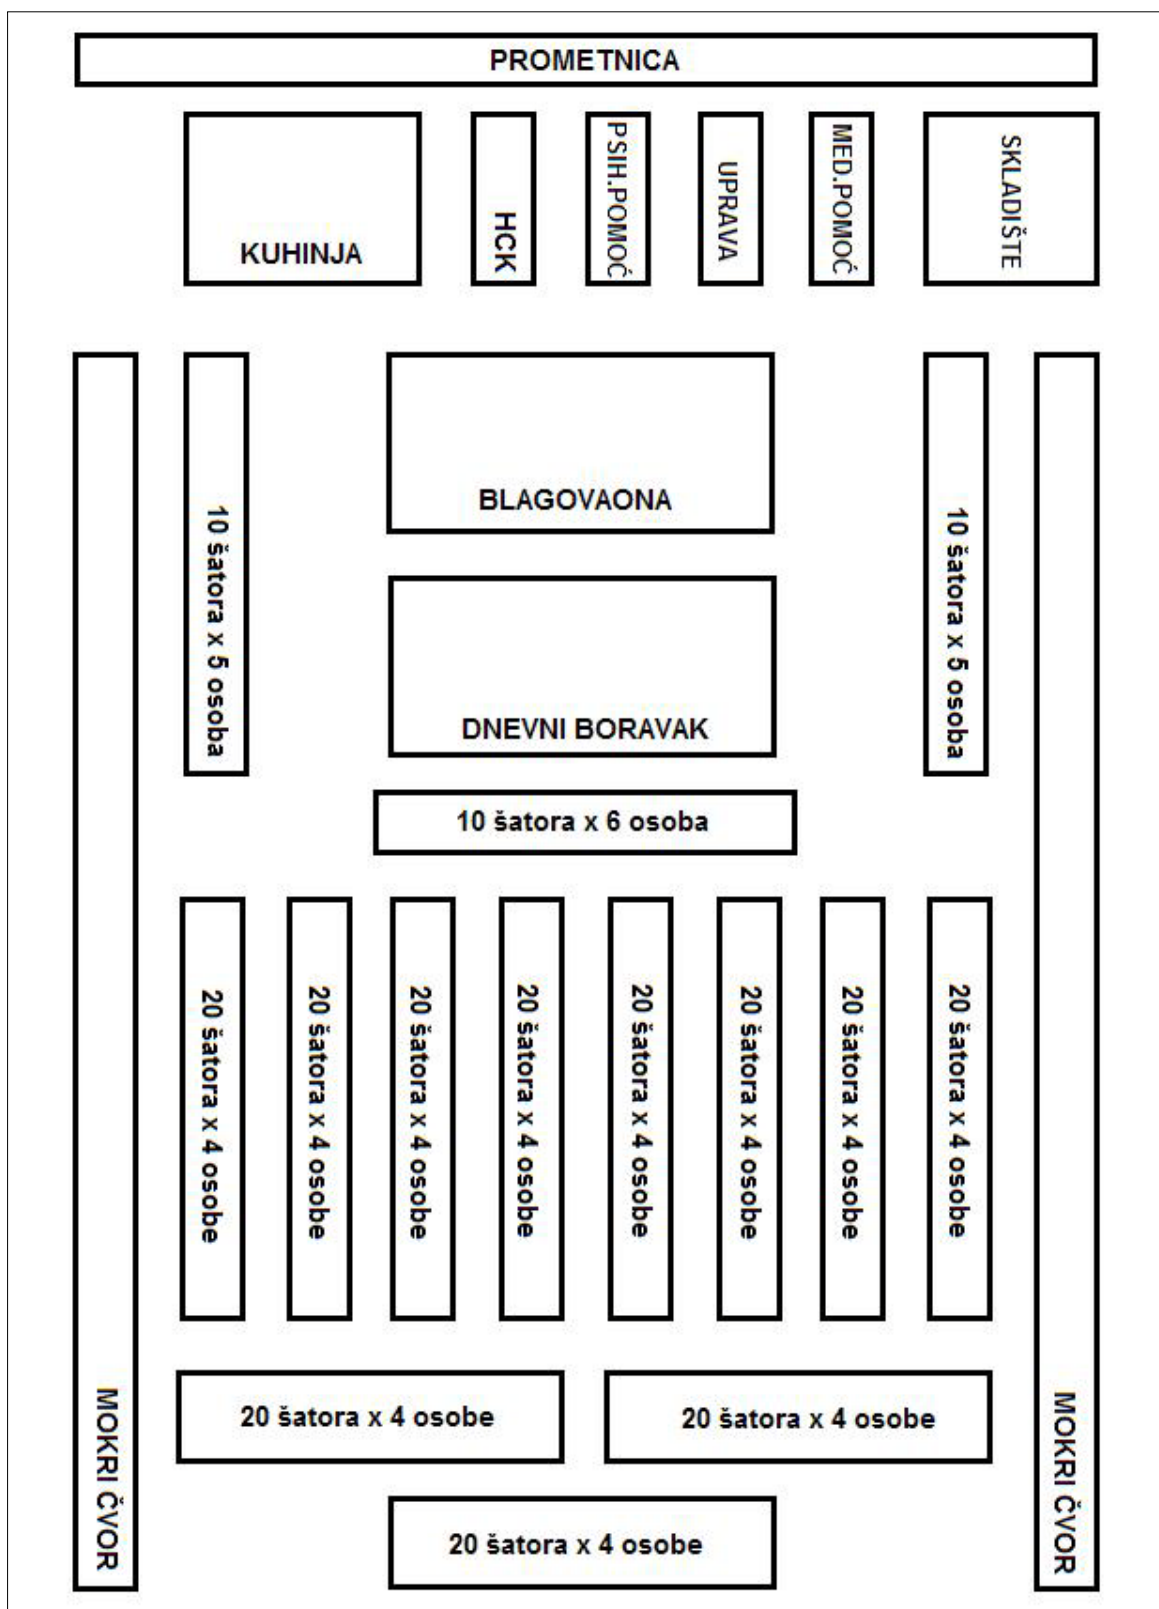 PROMETNICA
KUHINJA
HCK
PSIH.POMOĆ
UPRAVA
MED.POMOĆ
SKLADIŠTE
MOKRI ČVOR
10 šatora x 5 osoba
BLAGOVAONA
DNEVNI BORAVAK
10 šatora x 5 osoba
MOKRI ČVOR
10 šatora x 6 osoba
20 šatora x 4 osobe
20 šatora x 4 osobe
20 šatora x 4 osobe
20 šatora x 4 osobe
20 šatora x 4 osobe
20 šatora x 4 osobe
20 šatora x 4 osobe
20 šatora x 4 osobe
20 šatora x 4 osobe
20 šatora x 4 osobe
20 šatora x 4 osobe